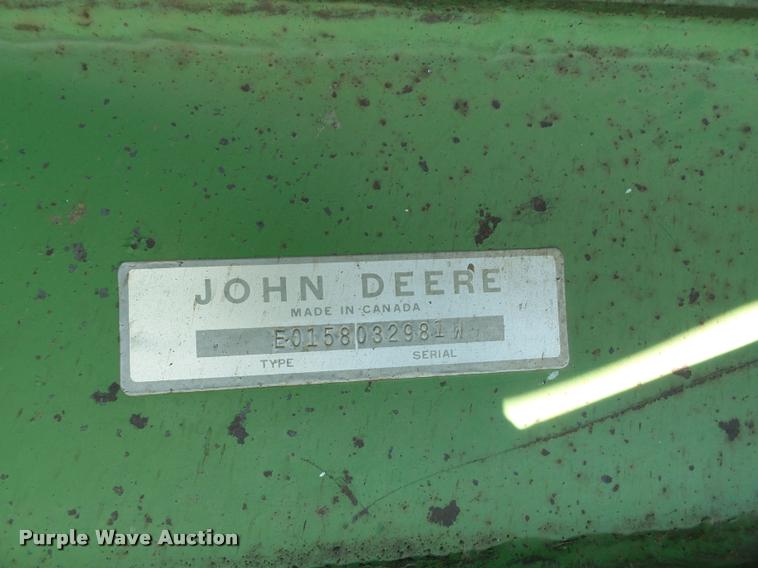 JOHN DEERE
MADE IN CANADA
E0158032981W
TYPE SERIAL
Purple Wave Auction